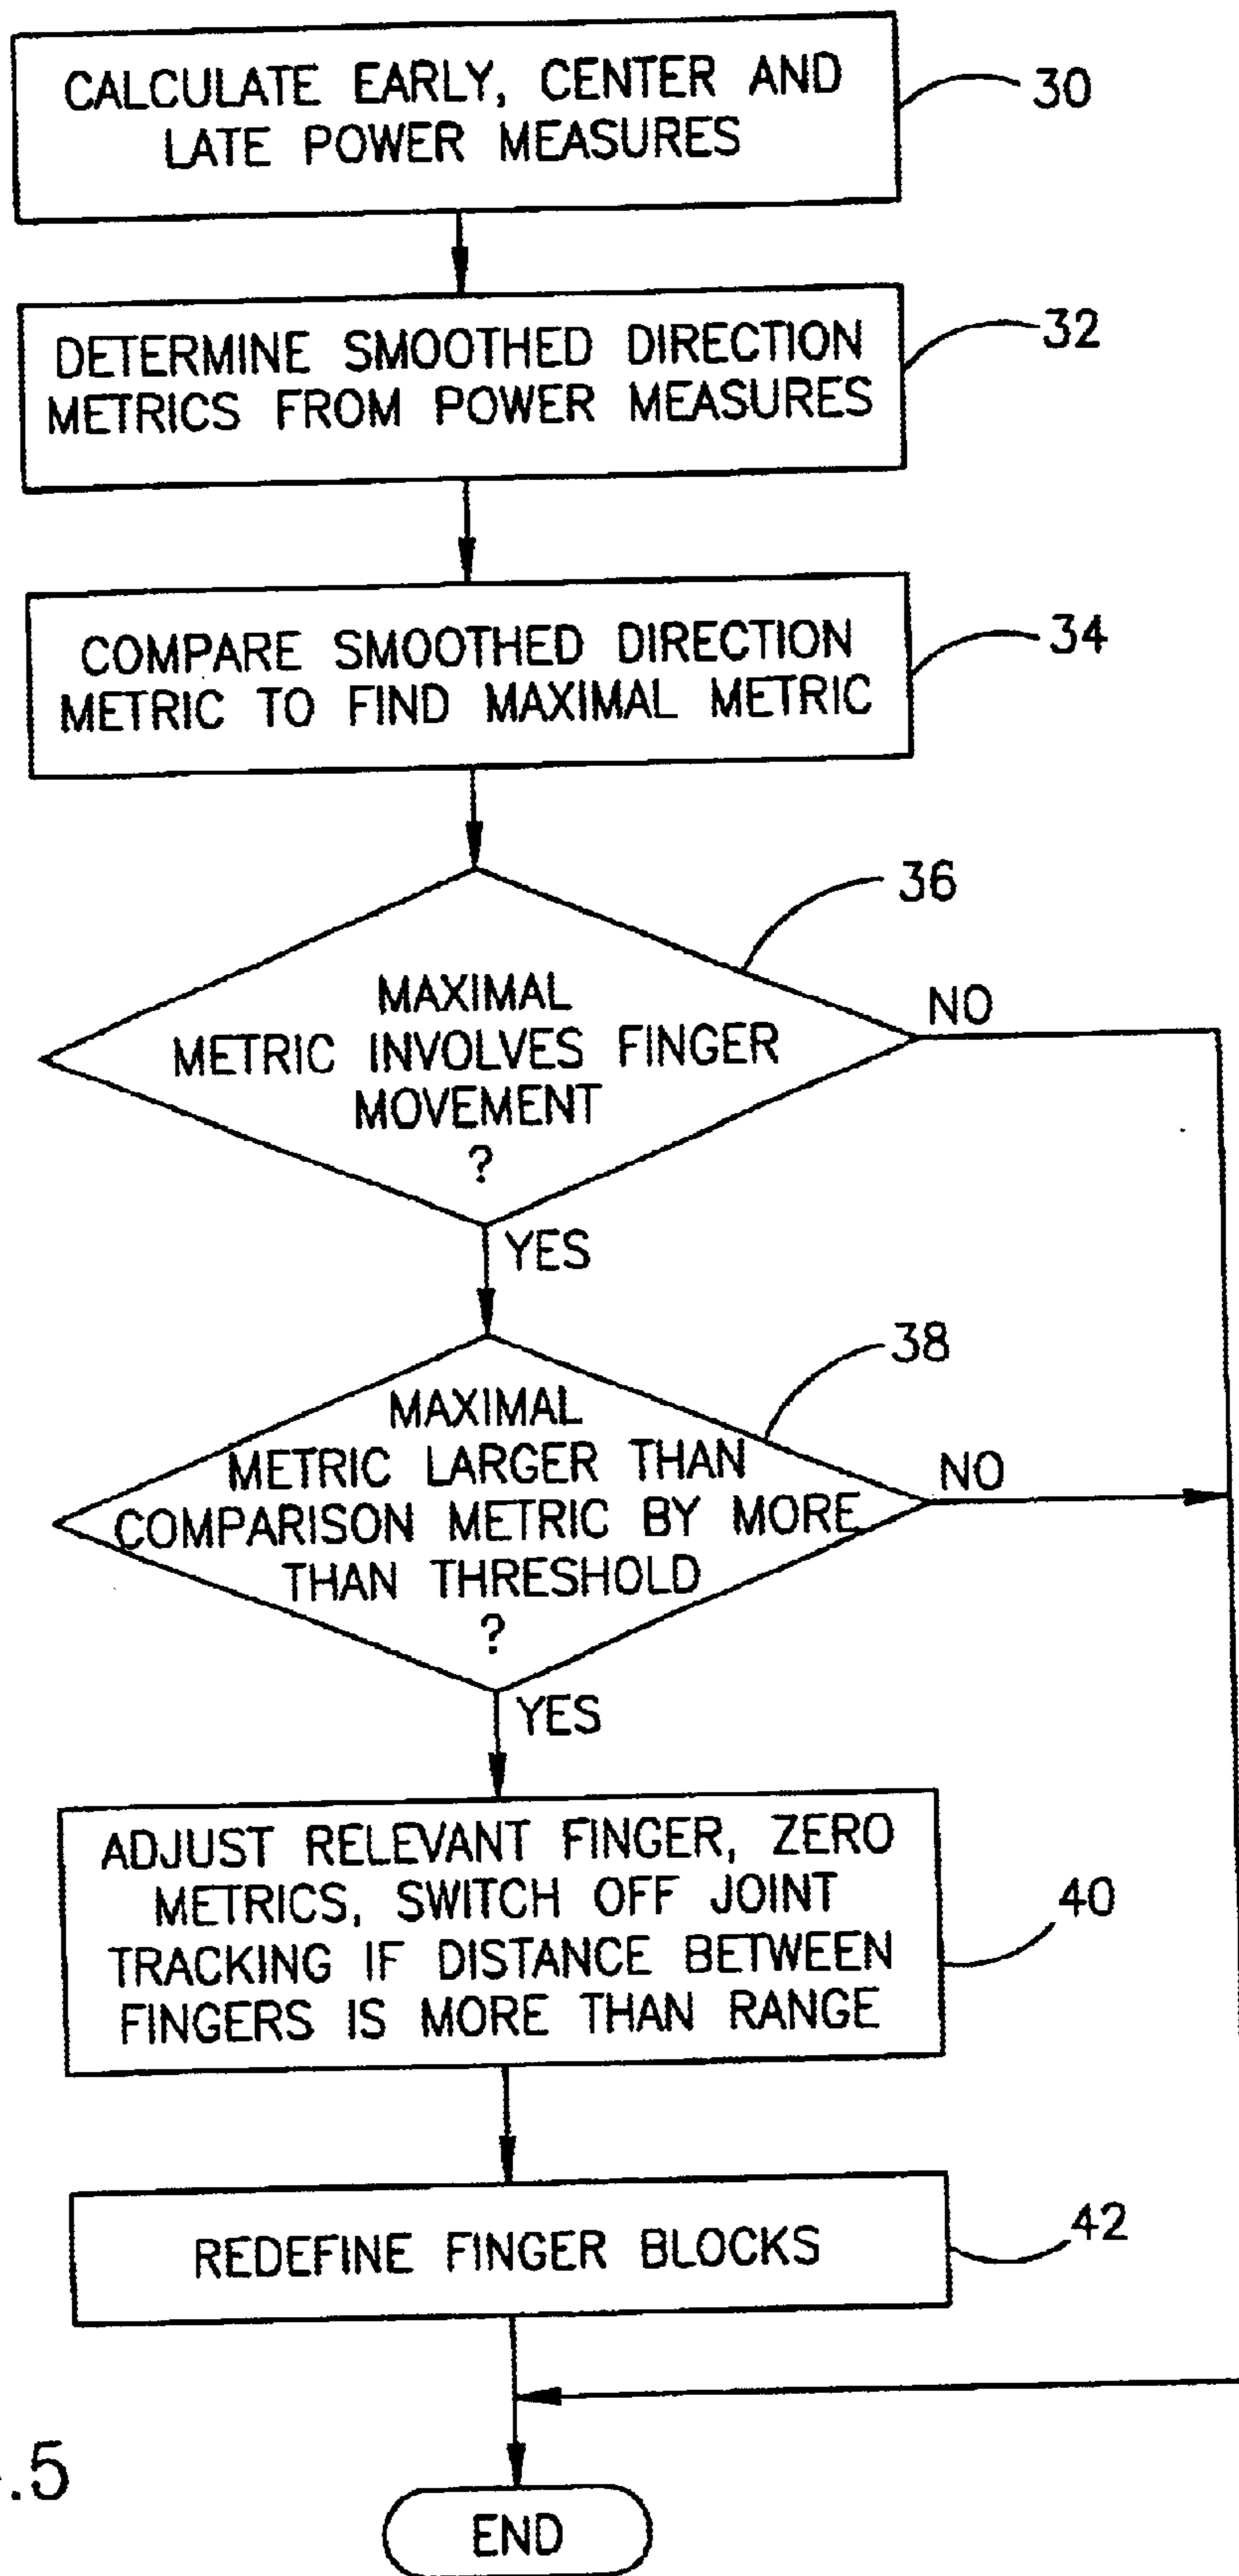 CALCULATE EARLY, CENTER AND
LATE POWER MEASURES
30
DETERMINE SMOOTHED DIRECTION
METRICS FROM POWER MEASURES
32
COMPARE SMOOTHED DIRECTION
METRIC TO FIND MAXIMAL METRIC
34
36
MAXIMAL
METRIC INVOLVES FINGER
MOVEMENT
?
NO
YES
38
MAXIMAL
METRIC LARGER THAN
COMPARISON METRIC BY MORE
THAN THRESHOLD
?
NO
YES
ADJUST RELEVANT FINGER, ZERO
METRICS, SWITCH OFF JOINT
TRACKING IF DISTANCE BETWEEN
FINGERS IS MORE THAN RANGE
40
REDEFINE FINGER BLOCKS
42
.5
END